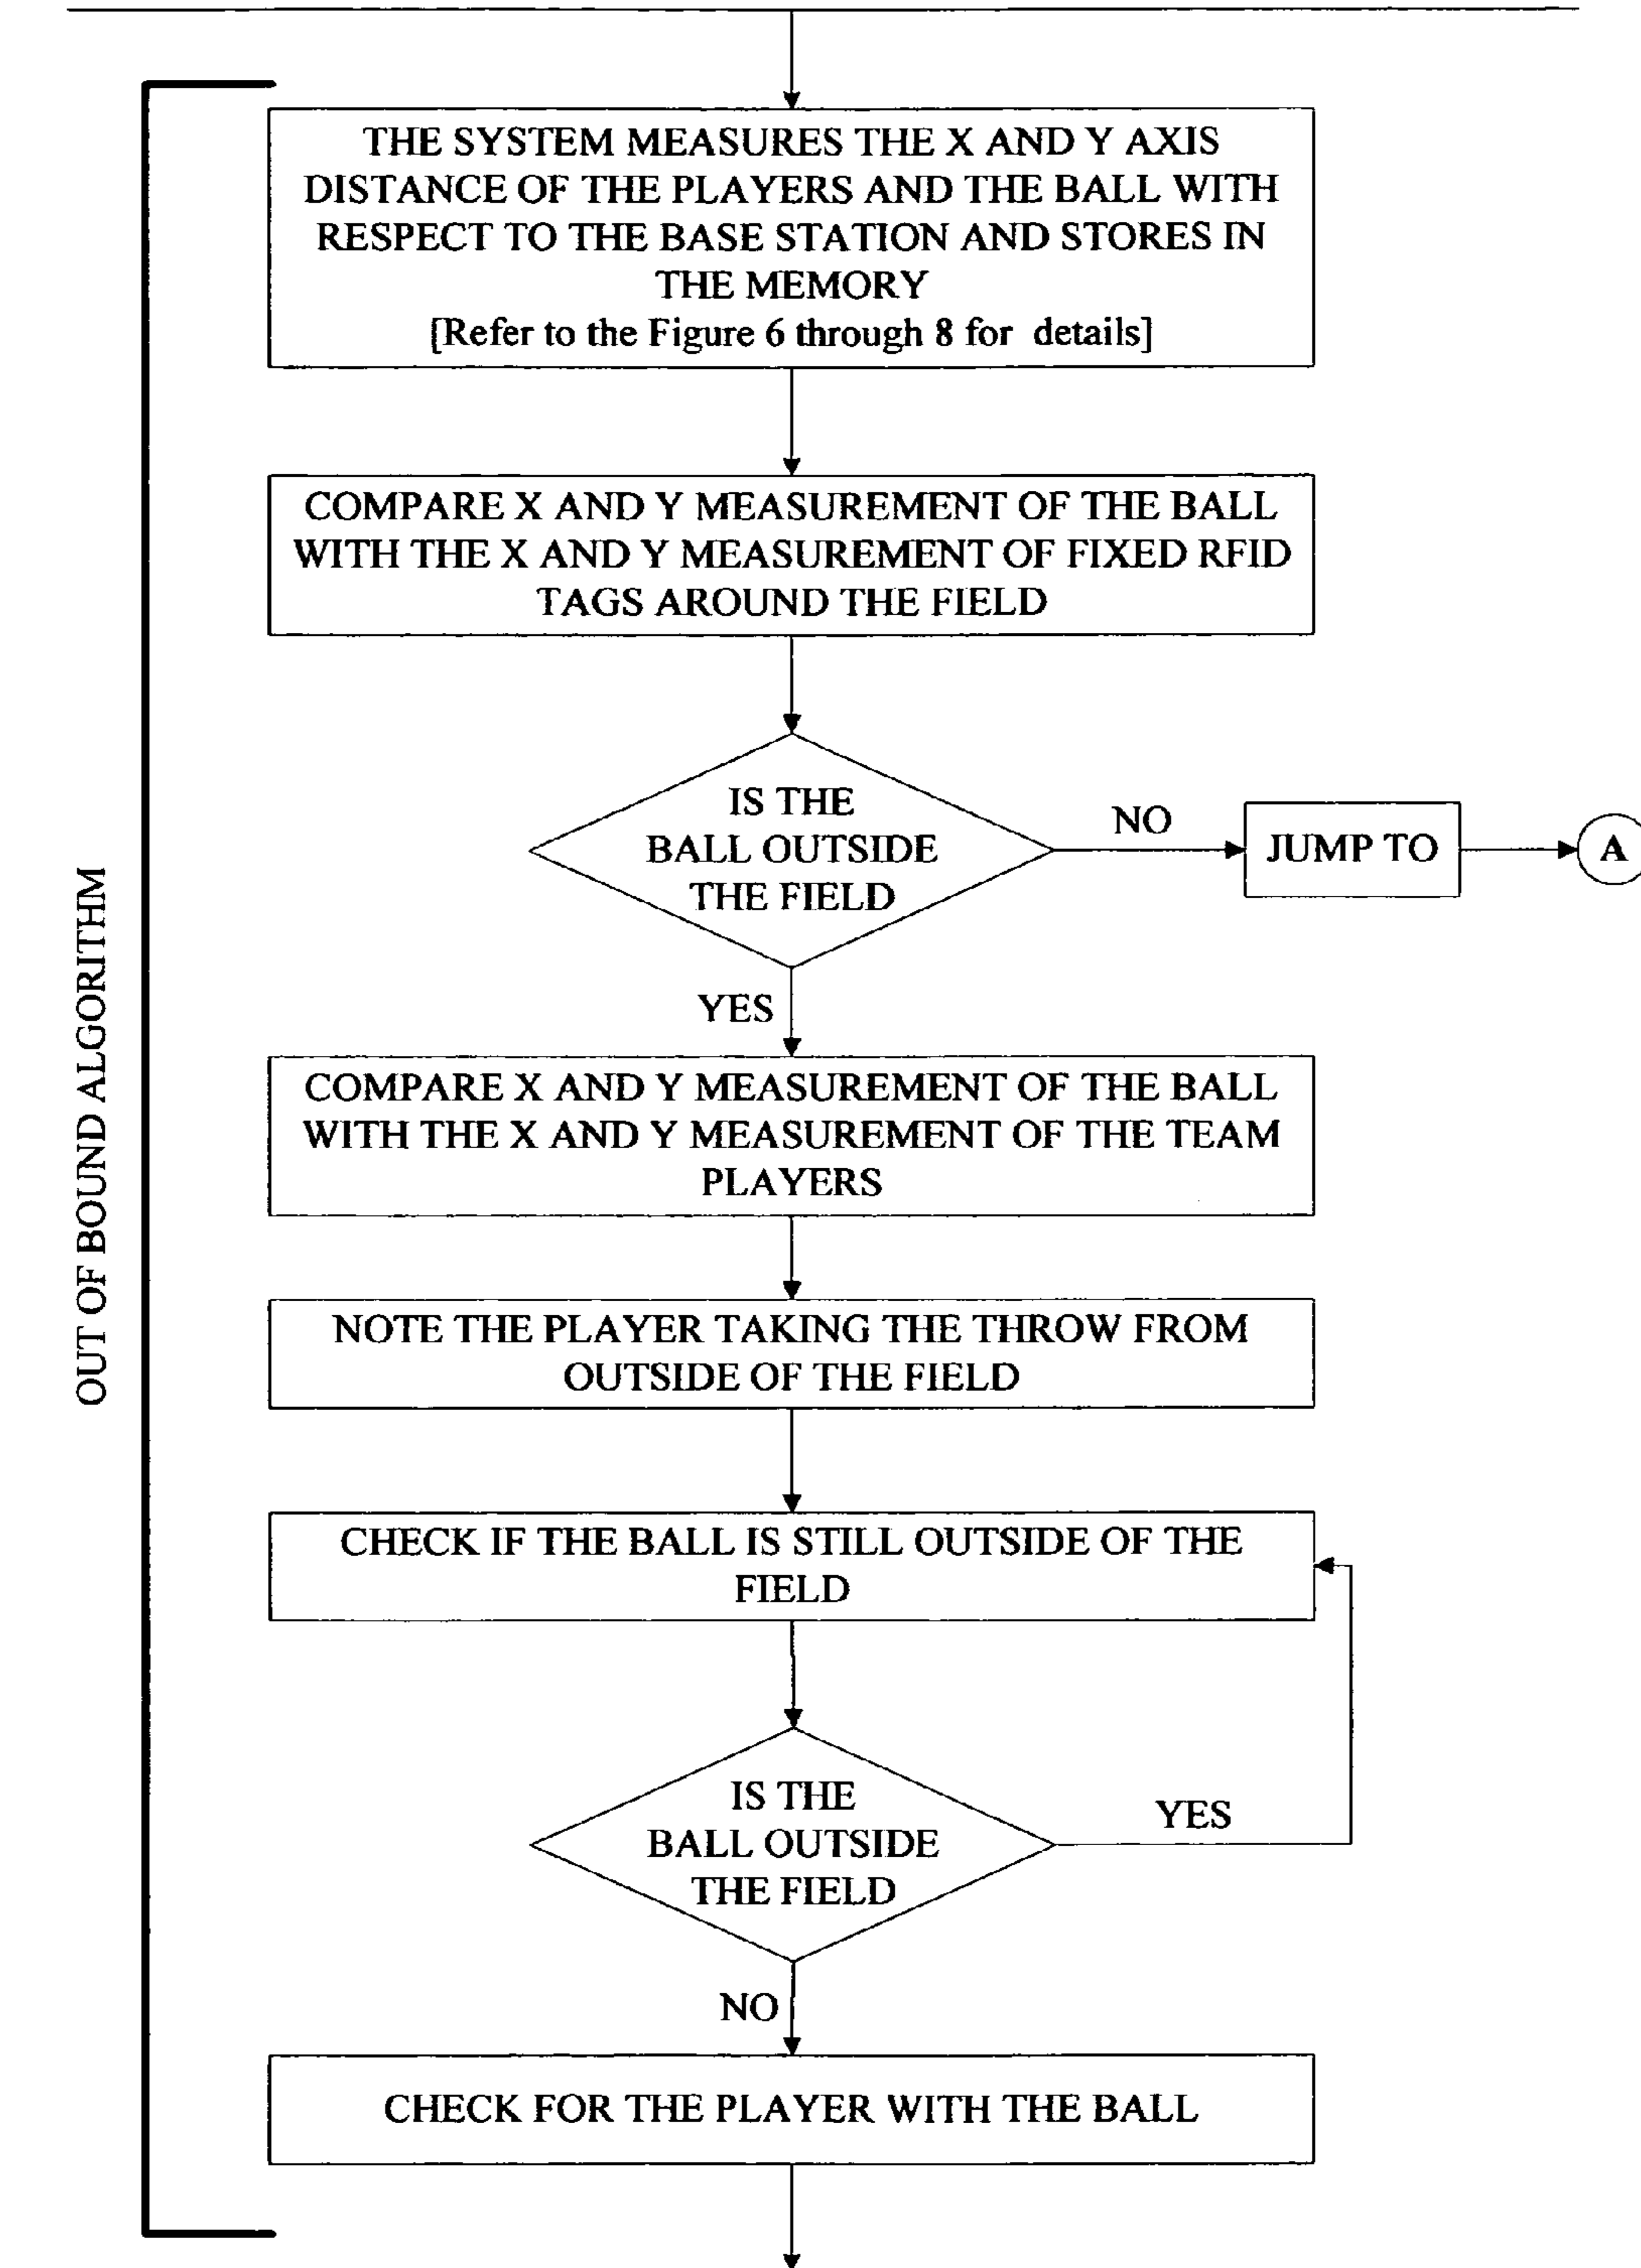 THE SYSTEM MEASURES THE X AND Y AXIS
DISTANCE OF THE PLAYERS AND THE BALL WITH
RESPECT TO THE BASE STATION AND STORES IN
THE MEMORY
[Refer to the Figure 6 through 8 for details]
COMPARE X AND Y MEASUREMENT OF THE BALL
WITH THE X AND Y MEASUREMENT OF FIXED RFID
TAGS AROUND THE FIELD
IS THE
BALL OUTSIDE
THE FIELD
NO
JUMP TO
A
YES
COMPARE X AND Y MEASUREMENT OF THE BALL
WITH THE X AND Y MEASUREMENT OF THE TEAM
PLAYERS
OUT OF BOUND ALGORITHM
NOTE THE PLAYER TAKING THE THROW FROM
OUTSIDE OF THE FIELD
CHECK IF THE BALL IS STILL OUTSIDE OF THE
FIELD
IS THE
BALL OUTSIDE
THE FIELD
YES
NO
CHECK FOR THE PLAYER WITH THE BALL